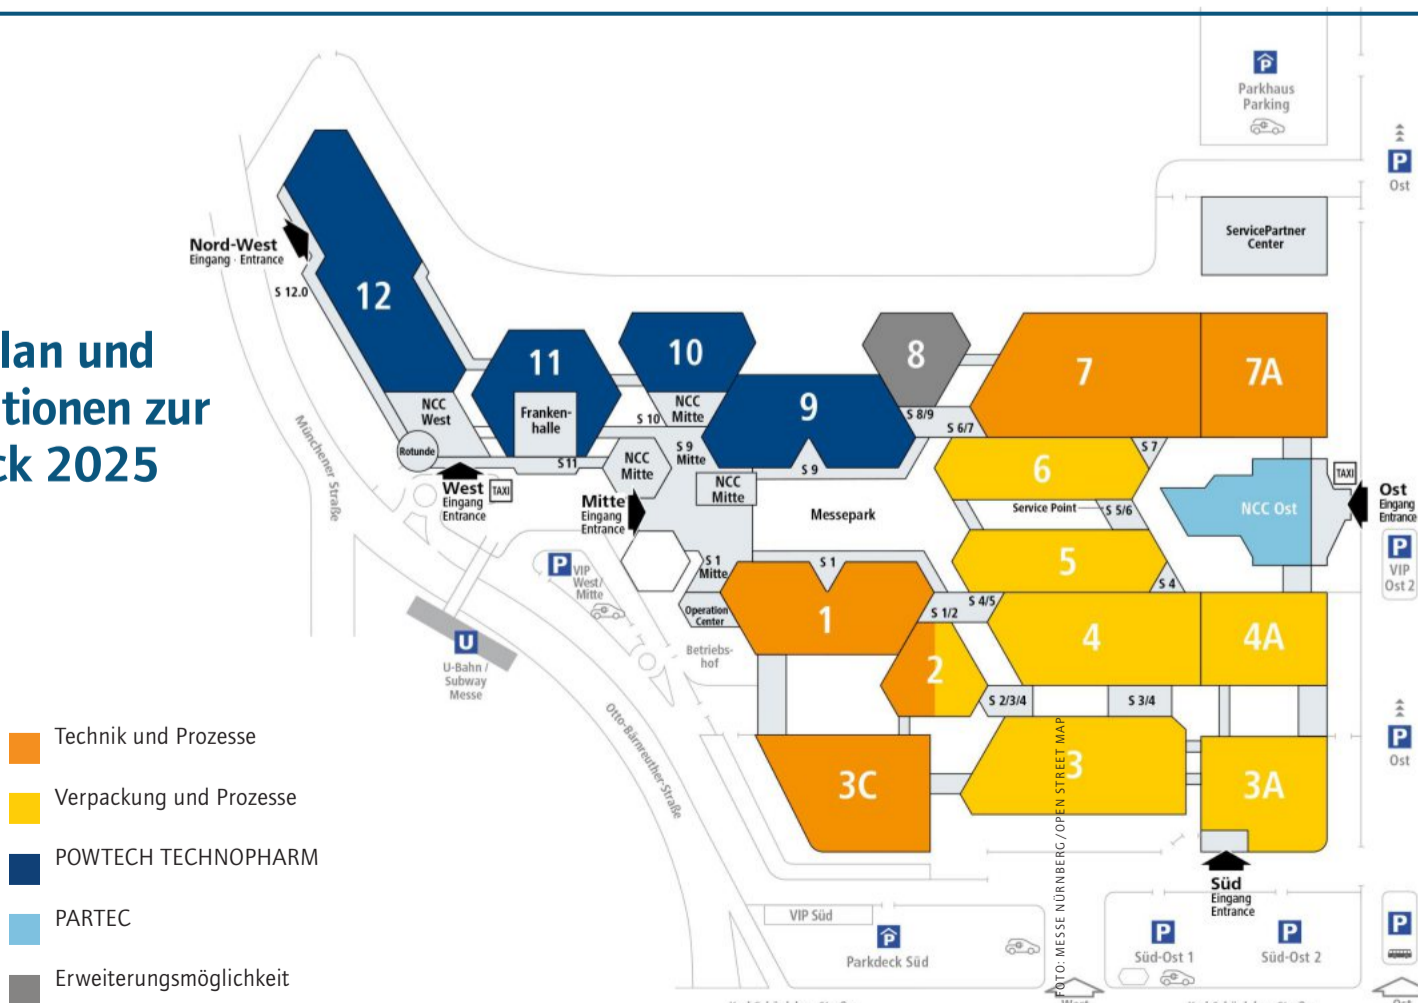 Parkhaus
Parking
Ost
ServicePartner
Center
Nord-West
Eingang · Entrance
S 12.0
12
lan und
tionen zur
ck 2025
11
10
8
7
7A
Franken-
halle
NCC
West
NCC
Mitte
S 10
9
S 8/9
S 6/7
Rotunde
S 11
S 9
Mitte
NCC
Mitte
S 9
NCC
Mitte
6
S 7
TAXI
Münchener Straße
West
Eingang
Entrance
TAXI
Mitte
Eingang
Entrance
Messepark
Service Point
S 5/6
NCC Ost
Ost
Eingang
Entrance
P
VIP
Ost 2
P
VIP
West/
Mitte
S 1
Mitte
S 1
5
S 4
Operation
Center
1
S 1/2
S 4/5
4
4A
U
U-Bahn /
Subway
Messe
Betriebs-
hof
2
S 2/3/4
S 3/4
Otto-Bärnreuther-Straße
3C
3
3A
P
Ost
Technik und Prozesse
Verpackung und Prozesse
POWTECH TECHNOPHARM
PARTEC
Erweiterungsmöglichkeit
Süd
Eingang
Entrance
VIP Süd
P
Parkdeck Süd
P
Süd-Ost 1
P
Süd-Ost 2
P
FOTO: MESSE NÜRNBERG/OPEN STREET MAP